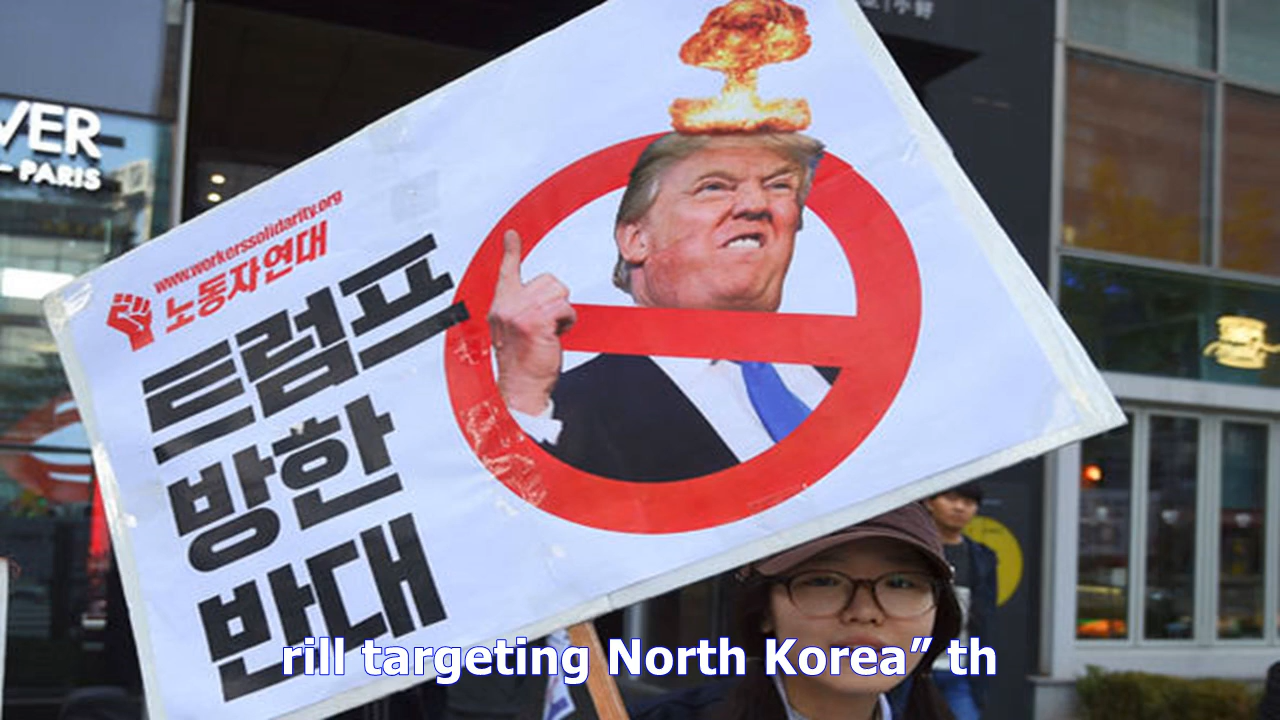 VER
- PARIS
www.workerssolidarity.org
노동자연대
트럼프
방한
반대
rill targeting North Korea” th